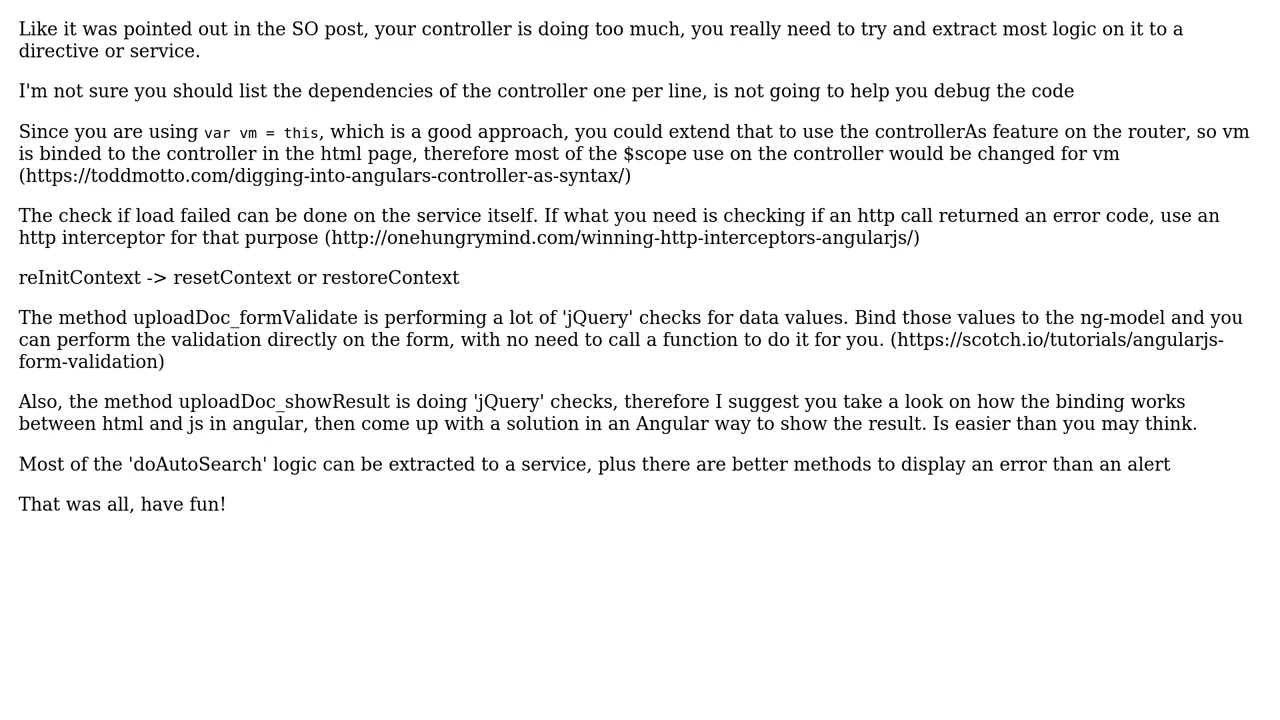 Like it was pointed out in the SO post, your controller is doing too much, you really need to try and extract most logic on it to a
directive or service.
I'm not sure you should list the dependencies of the controller one per line, is not going to help you debug the code
Since you are using var vm = this, which is a good approach, you could extend that to use the controllerAs feature on the router, so vm
is binded to the controller in the html page, therefore most of the $scope use on the controller would be changed for vm
(https://toddmotto.com/digging-into-angulars-controller-as-syntax/)
The check if load failed can be done on the service itself. If what you need is checking if an http call returned an error code, use an
http interceptor for that purpose (http://onehungrymind.com/winning-http-interceptors-angularjs/)
reInitContext -> resetContext or restoreContext
The method uploadDoc_formValidate is performing a lot of 'jQuery' checks for data values. Bind those values to the ng-model and you
can perform the validation directly on the form, with no need to call a function to do it for you. (https://scotch.io/tutorials/angularjs-
form-validation)
Also, the method uploadDoc_showResult is doing 'jQuery' checks, therefore I suggest you take a look on how the binding works
between html and js in angular, then come up with a solution in an Angular way to show the result. Is easier than you may think.
Most of the 'doAutoSearch' logic can be extracted to a service, plus there are better methods to display an error than an alert
That was all, have fun!